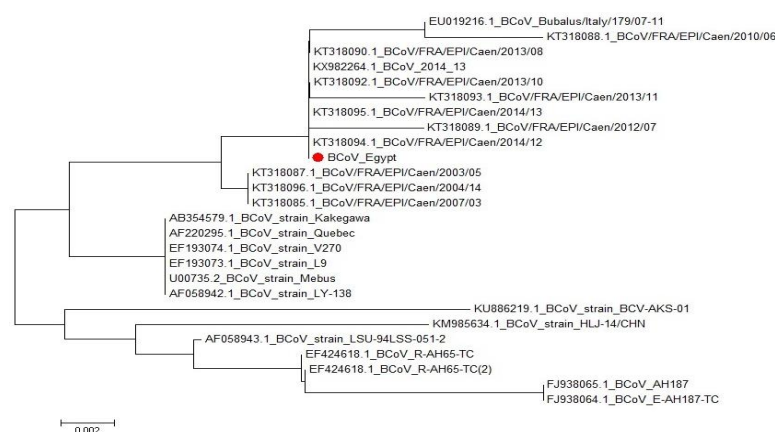 EU019216.1_BCoV_Bubalus/Italy/179/07-11
KT318088.1_BCoV/FRA/EPI/Caen/2010/06
KT318090.1_BCoV/FRA/EPI/Caen/2013/08
KX982264.1_BCoV_2014_13
KT318092.1_BCoV/FRA/EPI/Caen/2013/10
KT318093.1_BCoV/FRA/EPI/Caen/2013/11
KT318095.1_BCoV/FRA/EPI/Caen/2014/13
KT318089.1_BCoV/FRA/EPI/Caen/2012/07
KT318094.1_BCoV/FRA/EPI/Caen/2014/12
BCoV_Egypt
KT318087.1_BCoV/FRA/EPI/Caen/2003/05
KT318096.1_BCoV/FRA/EPI/Caen/2004/14
KT318085.1_BCoV/FRA/EPI/Caen/2007/03
AB354579.1_BCoV_strain_Kakegawa
AF220295.1_BCoV_strain_Quebec
EF193074.1_BCoV_strain_V270
EF193073.1_BCoV_strain_L9
U00735.2_BCoV_strain_Mebus
AF058942.1_BCoV_strain_LY-138
KU886219.1_BCoV_strain_BCV-AKS-01
KM985634.1_BCoV_strain_HLJ-14/CHN
AF058943.1_BCoV_strain_LSU-94LSS-051-2
EF424618.1_BCoV_R-AH65-TC
EF424618.1_BCoV_R-AH65-TC(2)
FJ938065.1_BCoV_AH187
FJ938064.1_BCoV_E-AH187-TC
0.002